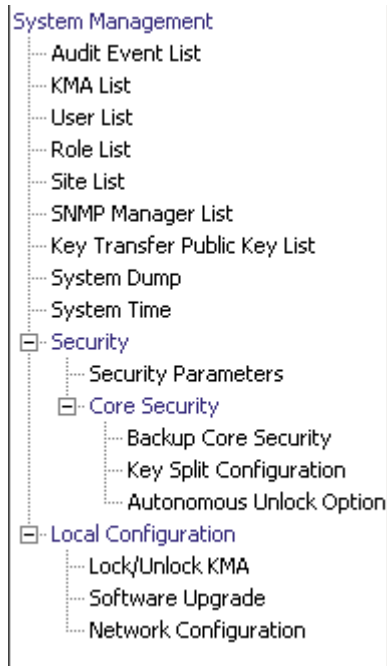 System Management
Audit Event List
KMA List
User List
Role List
Site List
SNMP Manager List
Key Transfer Public Key List
System Dump
System Time
Security
Security Parameters
Core Security
Backup Core Security
Key Split Configuration
Autonomous Unlock Option
Local Configuration
Lock/Unlock KMA
Software Upgrade
Network Configuration